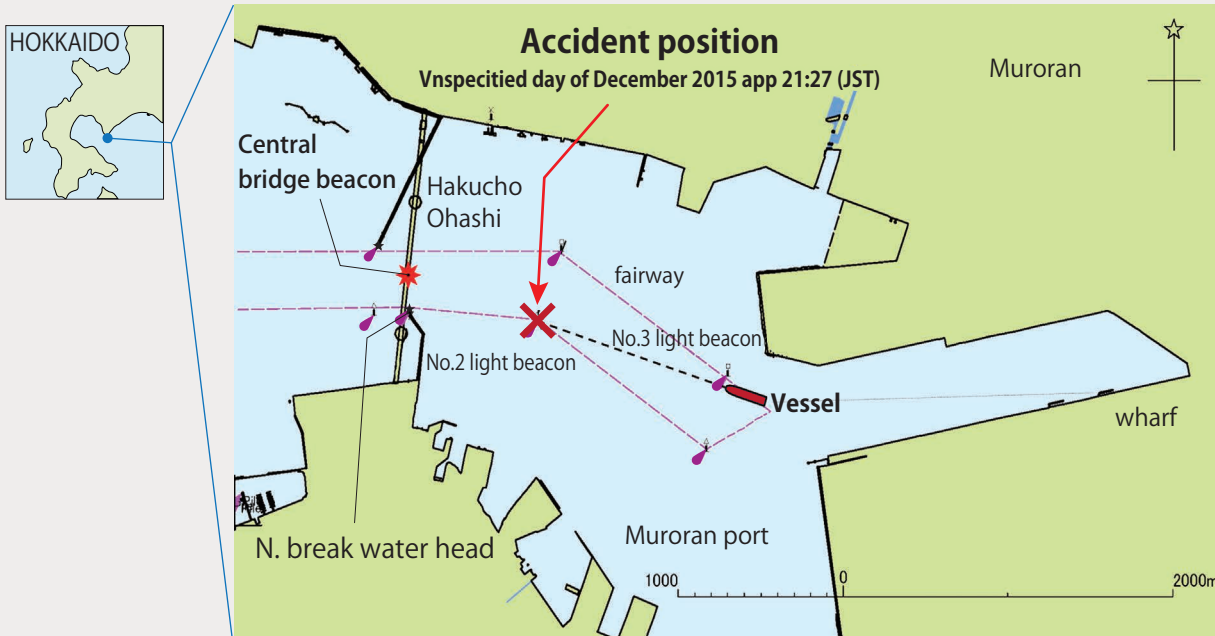 HOKKAIDO
Accident position
Vnspecitied day of December 2015 app 21:27 (JST)
Muroran
Central
bridge beacon
Hakucho
Ohashi
fairway
No.3 light beacon
No.2 light beacon
Vessel
wharf
N. break water head
Muroran port
1000
0
2000m